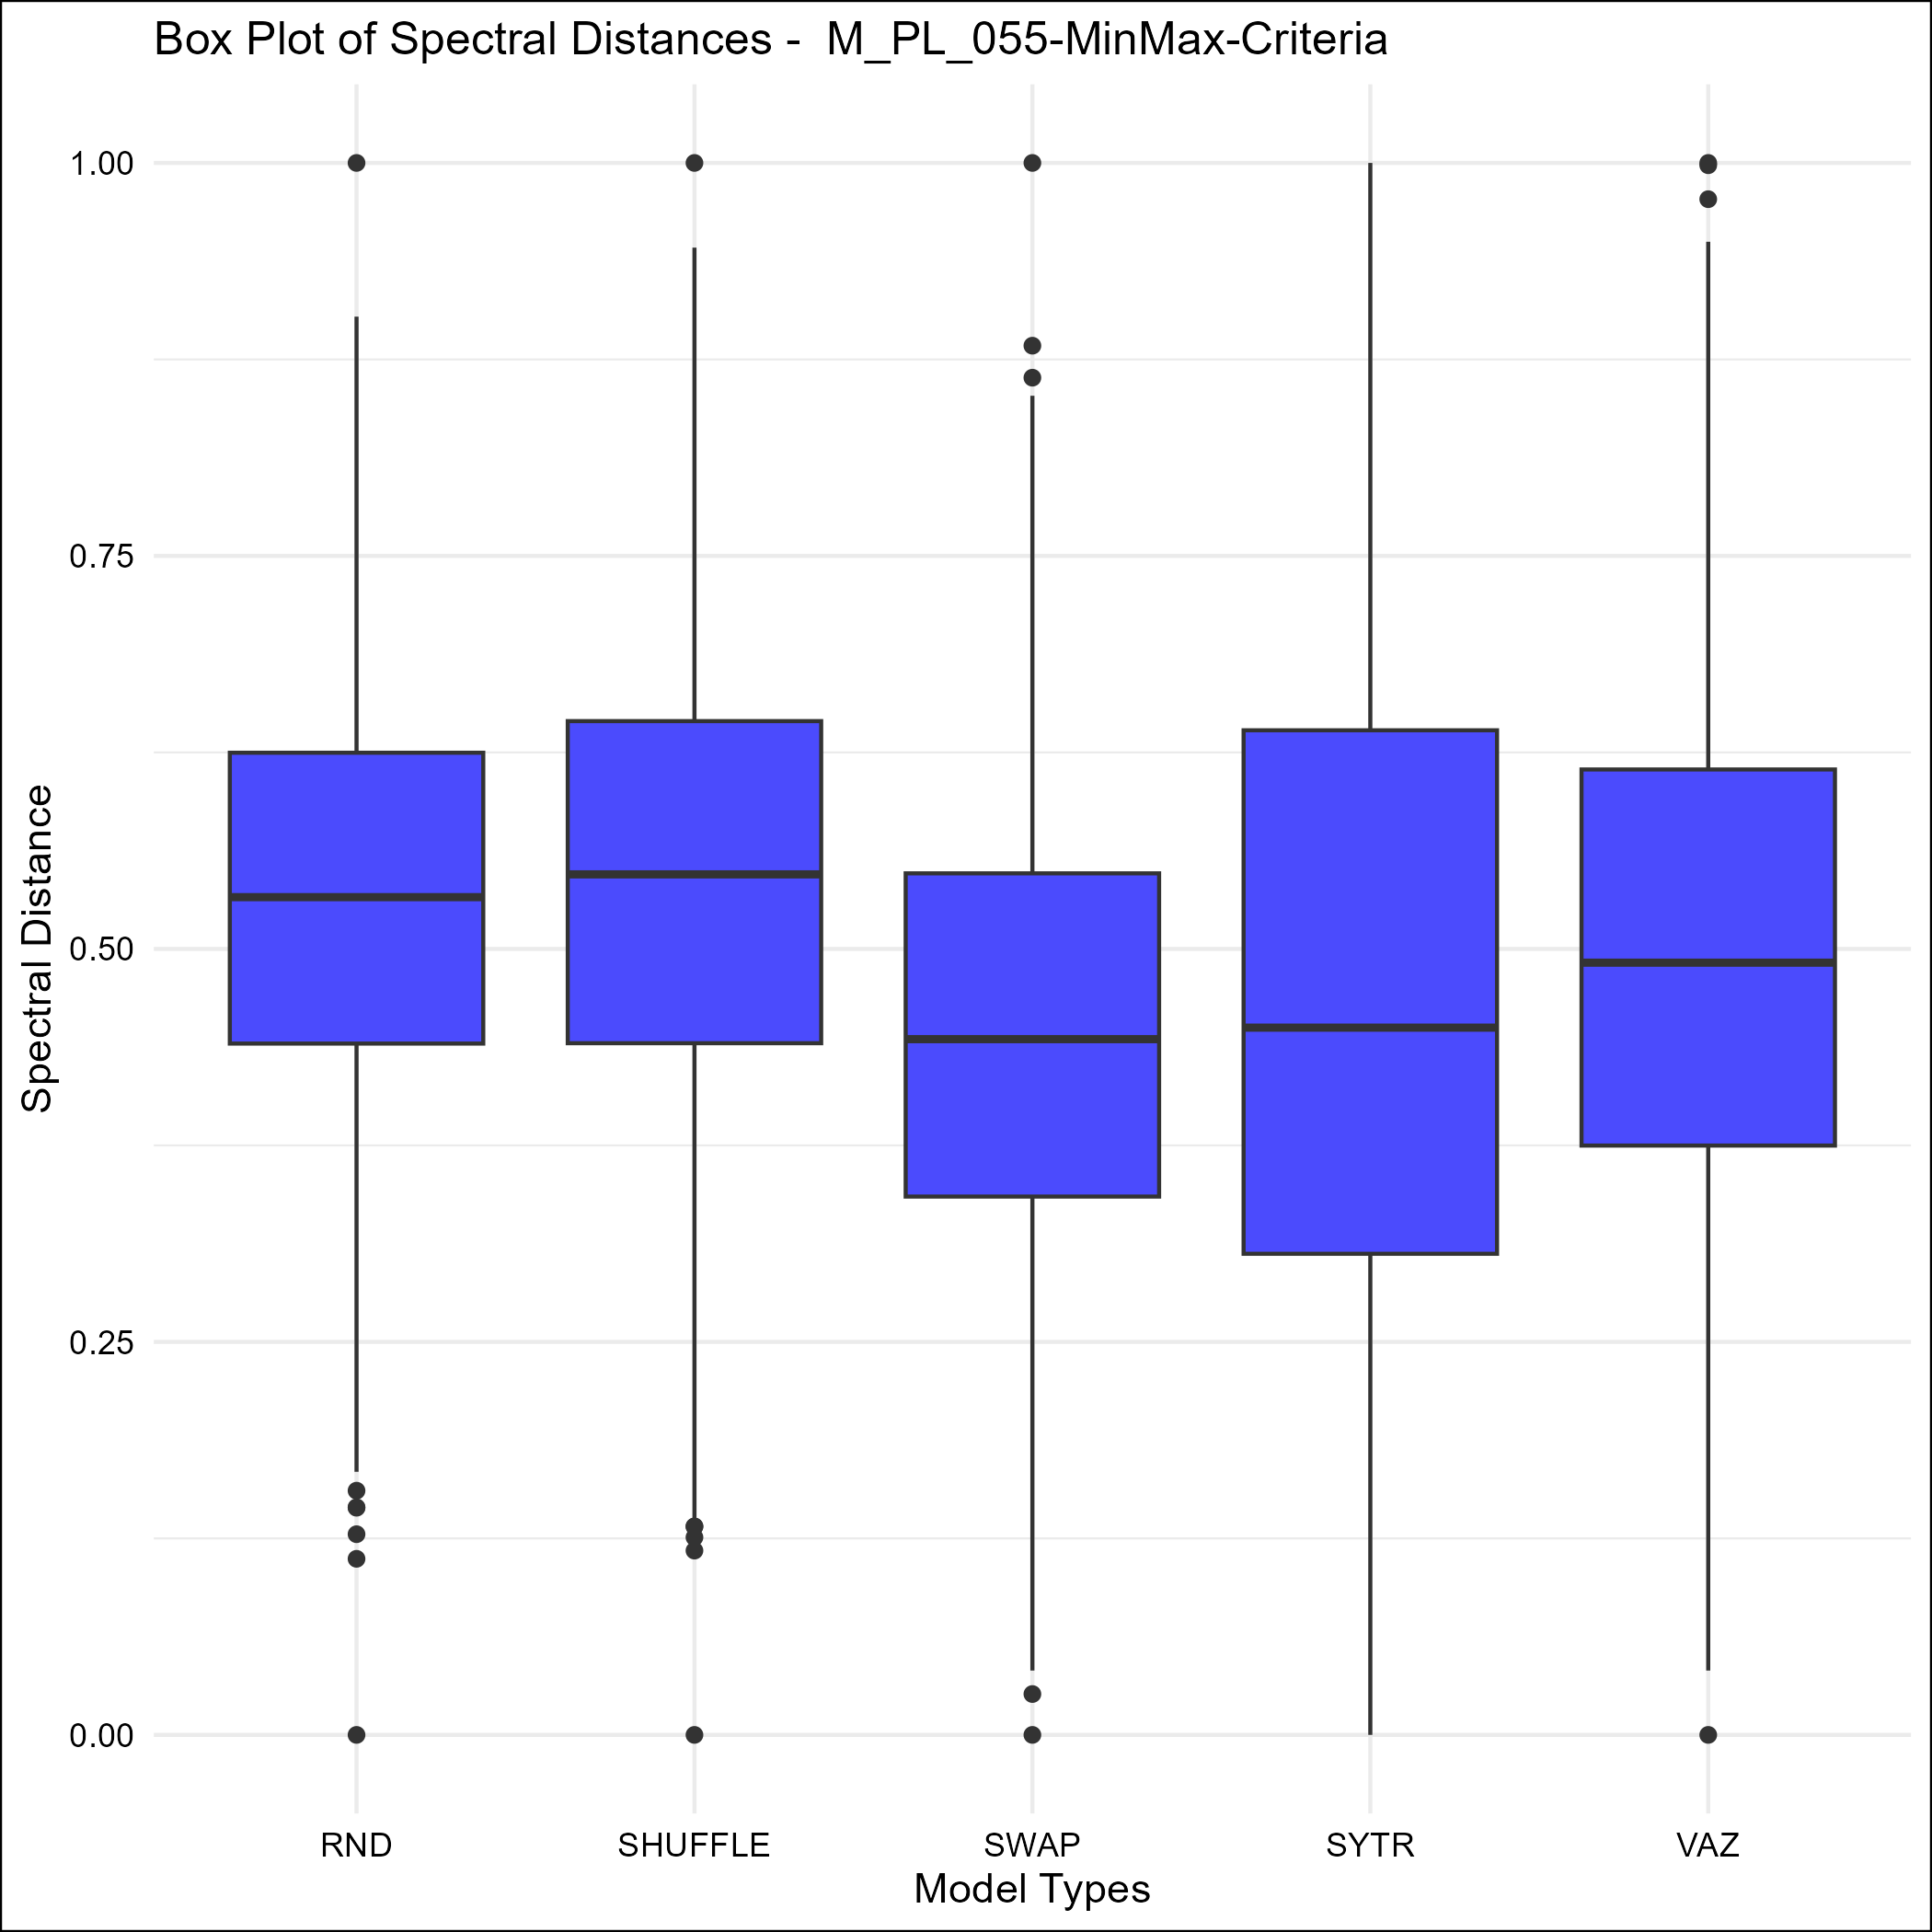 Box Plot of Spectral Distances -  M_PL_055-MinMax-Criteria
1.00
0.75
0.50
0.25
0.00
Spectral Distance
RND SHUFFLE SWAP SYTR VAZ
Model Types